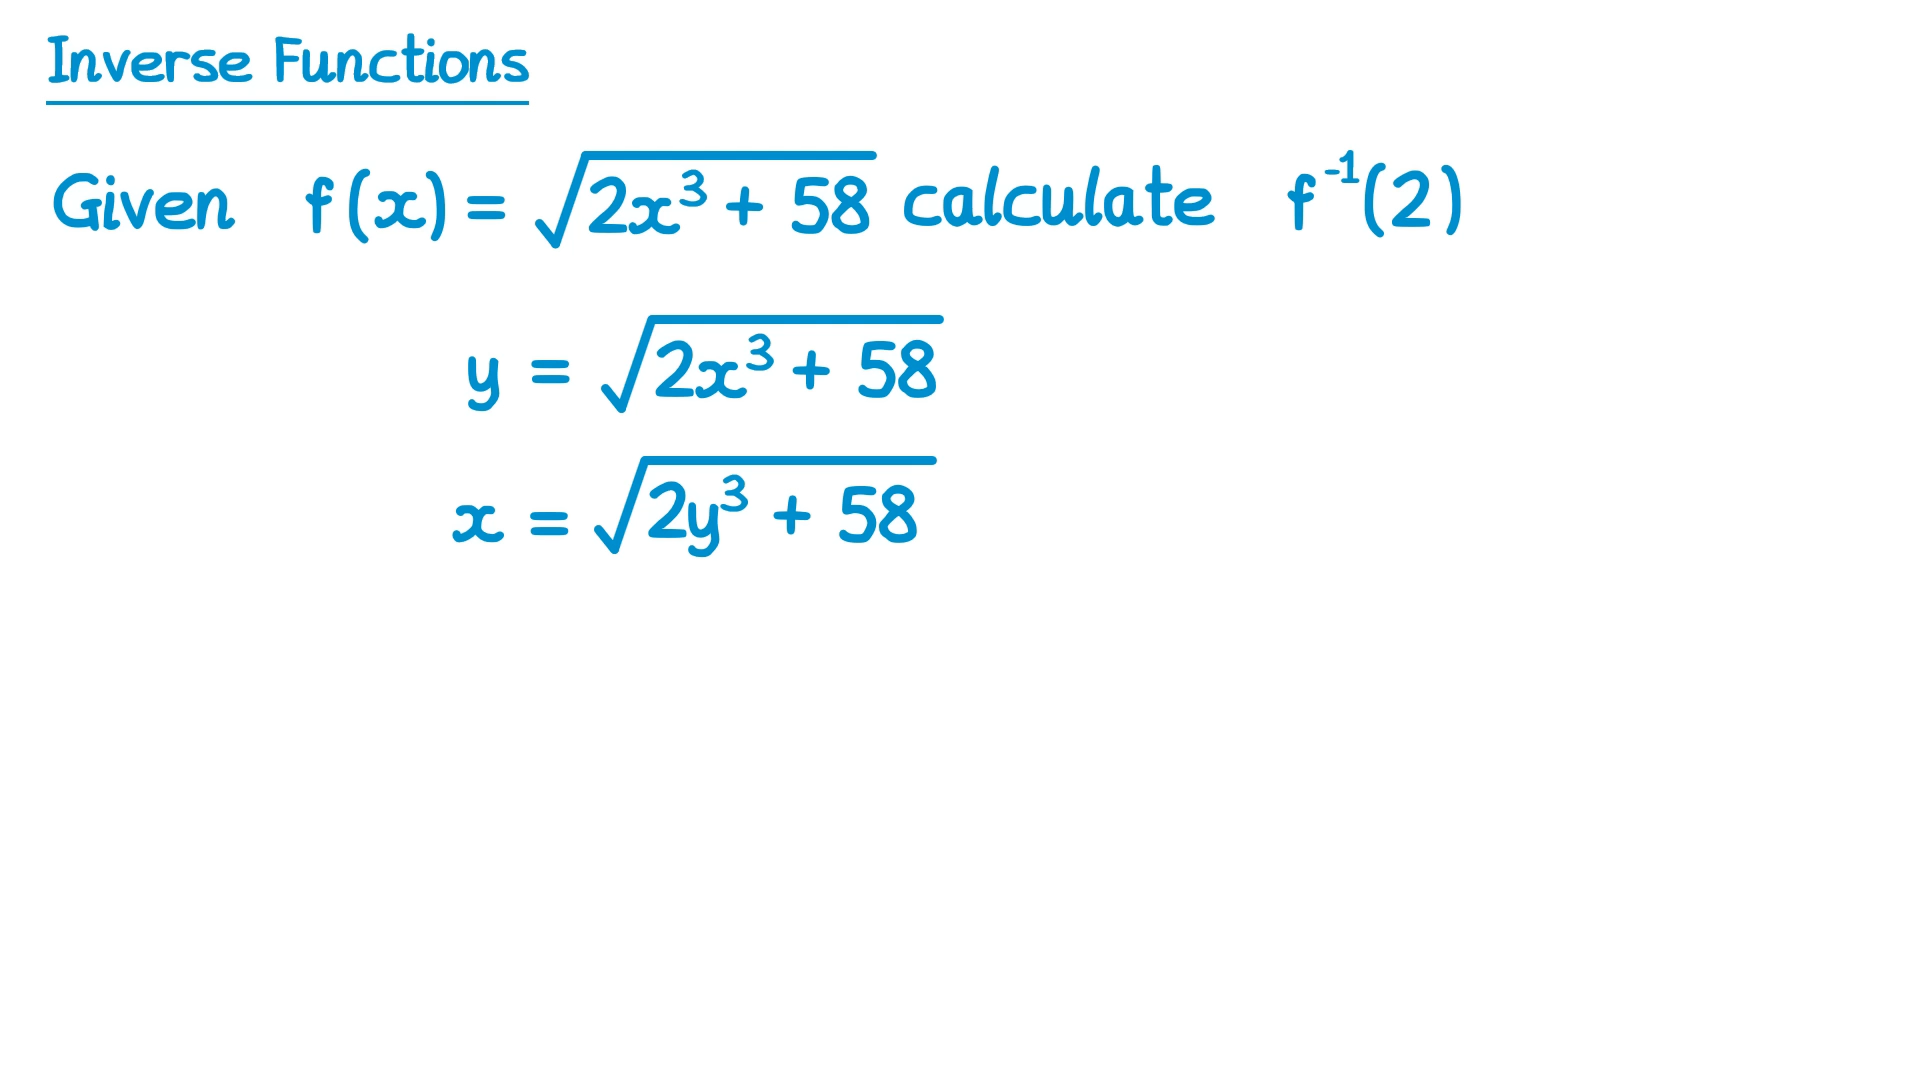 Inverse Functions
Given f(x) = √(2x³ + 58) calculate f⁻¹(2)
y = √(2x³ + 58)
x = √(2y³ + 58)